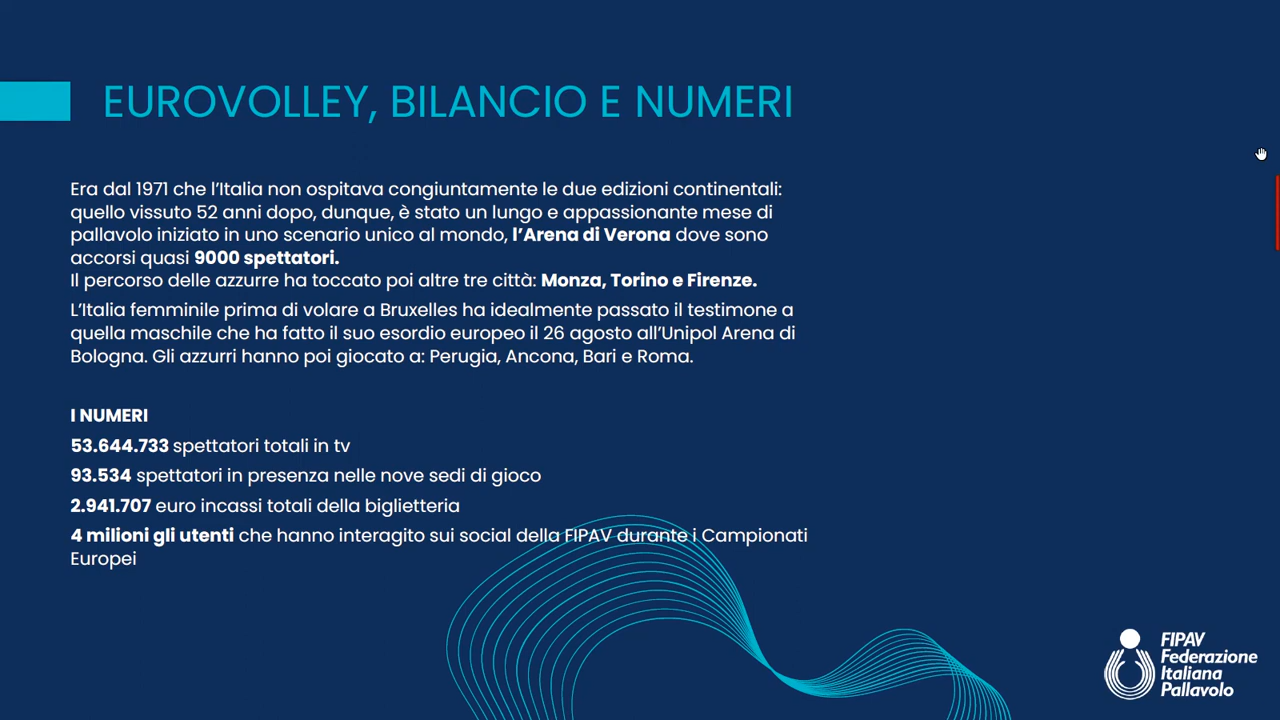 EUROVOLLEY, BILANCIO E NUMERI
Era dal 1971 che l’Italia non ospitava congiuntamente le due edizioni continentali:
quello vissuto 52 anni dopo, dunque, è stato un lungo e appassionante mese di
pallavolo iniziato in uno scenario unico al mondo, l’Arena di Verona dove sono
accorsi quasi 9000 spettatori.
Il percorso delle azzurre ha toccato poi altre tre città: Monza, Torino e Firenze.
L’Italia femminile prima di volare a Bruxelles ha idealmente passato il testimone a
quella maschile che ha fatto il suo esordio europeo il 26 agosto all’Unipol Arena di
Bologna. Gli azzurri hanno poi giocato a: Perugia, Ancona, Bari e Roma.
I NUMERI
53.644.733 spettatori totali in tv
93.534 spettatori in presenza nelle nove sedi di gioco
2.941.707 euro incassi totali della biglietteria
4 milioni gli utenti che hanno interagito sui social della FIPAV durante i Campionati
Europei
FIPAV
Federazione
Italiana
Pallavolo